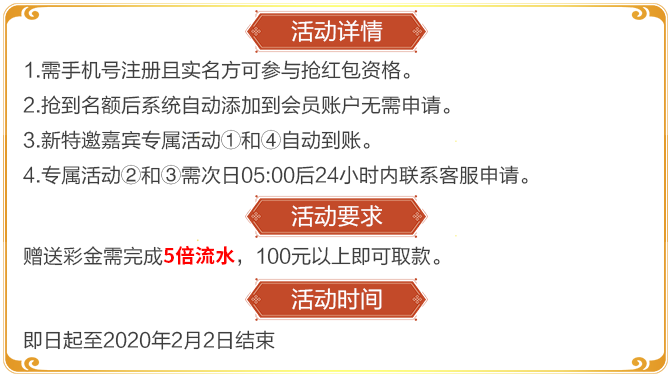 活动详情
1.需手机号注册且实名方可参与抢红包资格。
2.抢到名额后系统自动添加到会员账户无需申请。
3.新特邀嘉宾专属活动①和④自动到账。
4.专属活动②和③需次日05:00后24小时内联系客服申请。
活动要求
赠送彩金需完成5倍流水，100元以上即可取款。
活动时间
即日起至2020年2月2日结束